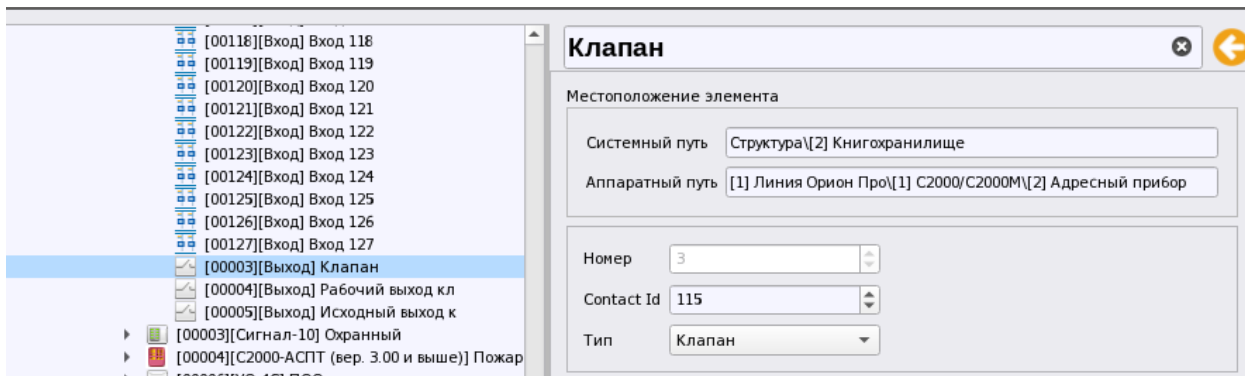 [00118][Вход] Вход 118
[00119][Вход] Вход 119
[00120][Вход] Вход 120
[00121][Вход] Вход 121
[00122][Вход] Вход 122
[00123][Вход] Вход 123
[00124][Вход] Вход 124
[00125][Вход] Вход 125
[00126][Вход] Вход 126
[00127][Вход] Вход 127
[00003][Выход] Клапан
[00004][Выход] Рабочий выход кл
[00005][Выход] Исходный выход к
[00003][Сигнал-10] Охранный
[00004][С2000-АСПТ (вер. 3.00 и выше)] Пожар
Клапан
Местоположение элемента
Системный путь Структура\[2] Книгохранилище
Аппаратный путь [1] Линия Орион Про\[1] С2000/С2000М\[2] Адресный прибор
Номер 3
Contact Id 115
Тип Клапан